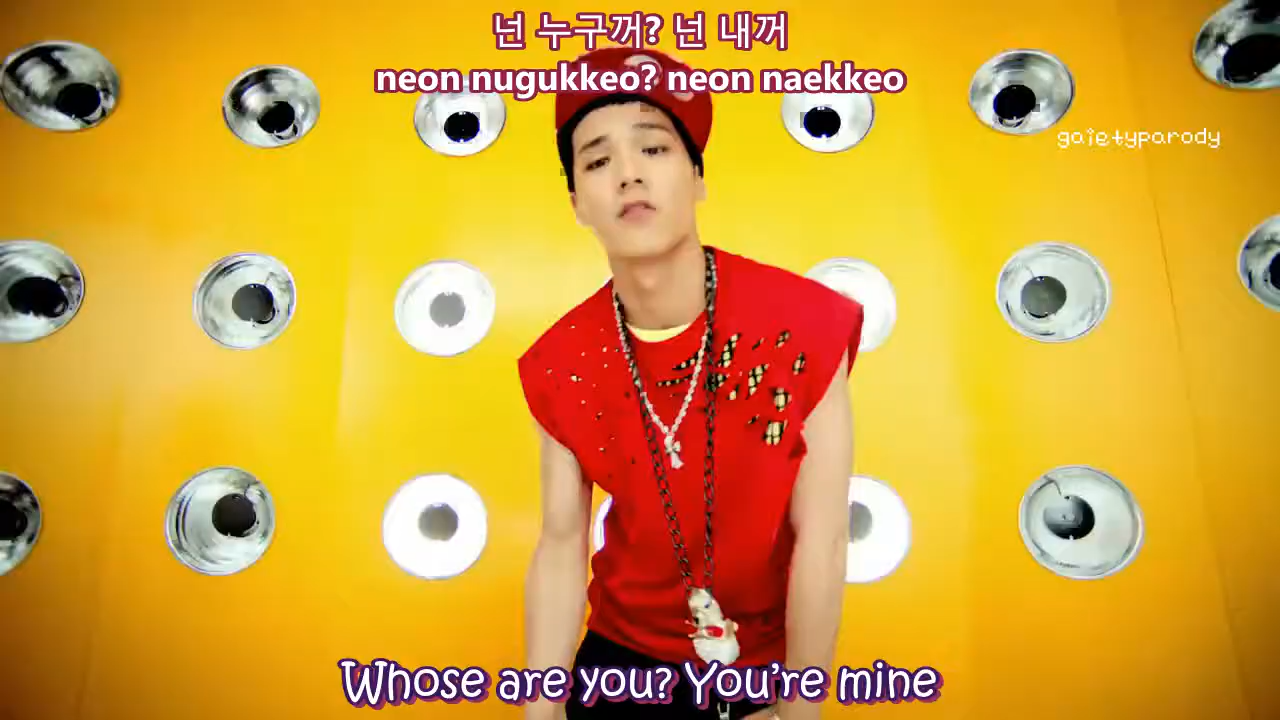 넌 누구꺼? 넌 내꺼
neon nugukkeo? neon naekkeo
gaietyparody
Whose are you? You're mine